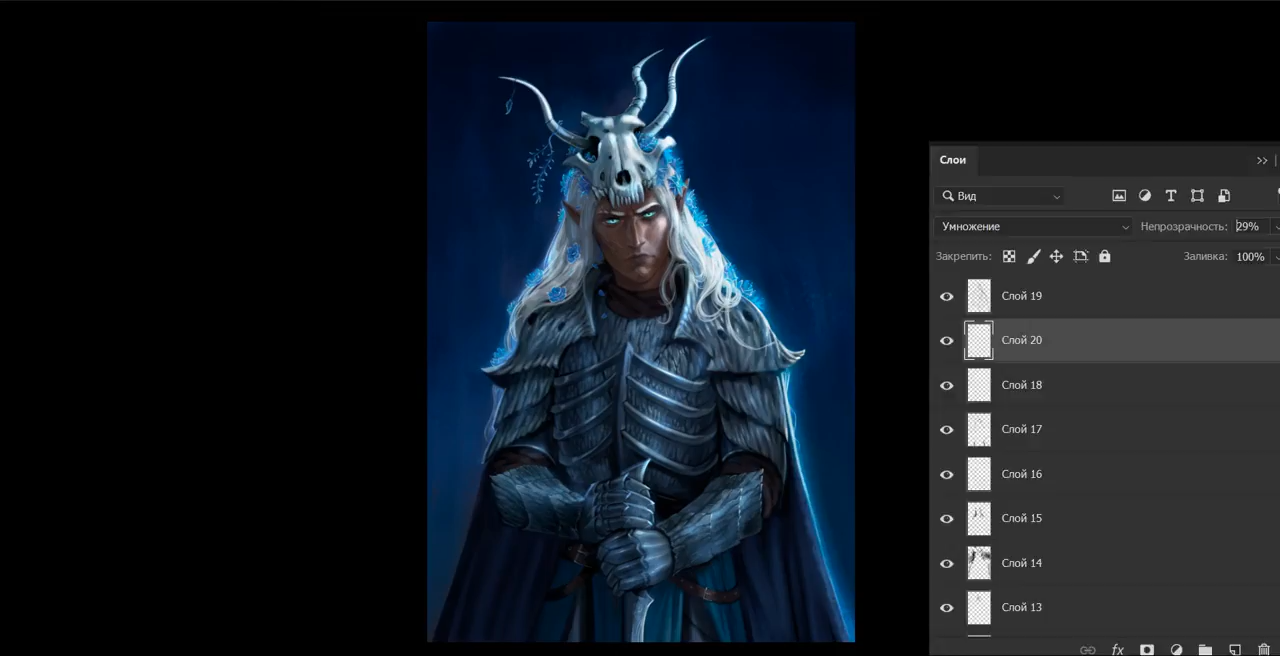 Слои
Вид
Умножение Непрозрачность: 29%
Закрепить: Заливка: 100%
Слой 19
Слой 20
Слой 18
Слой 17
Слой 16
Слой 15
Слой 14
Слой 13
fx